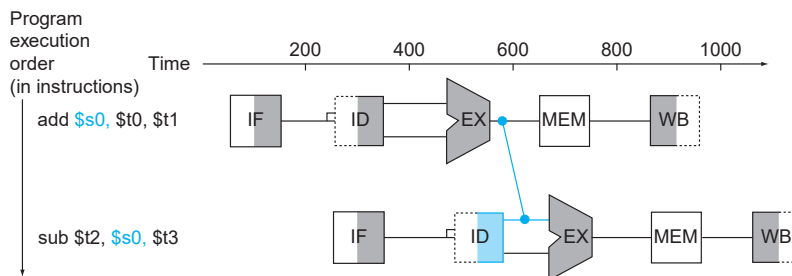 Program
execution
order
(in instructions)
Time
200 400 600 800 1000
add $s0, $t0, $t1
IF ID EX MEM WB
sub $t2, $s0, $t3
IF ID EX MEM WB